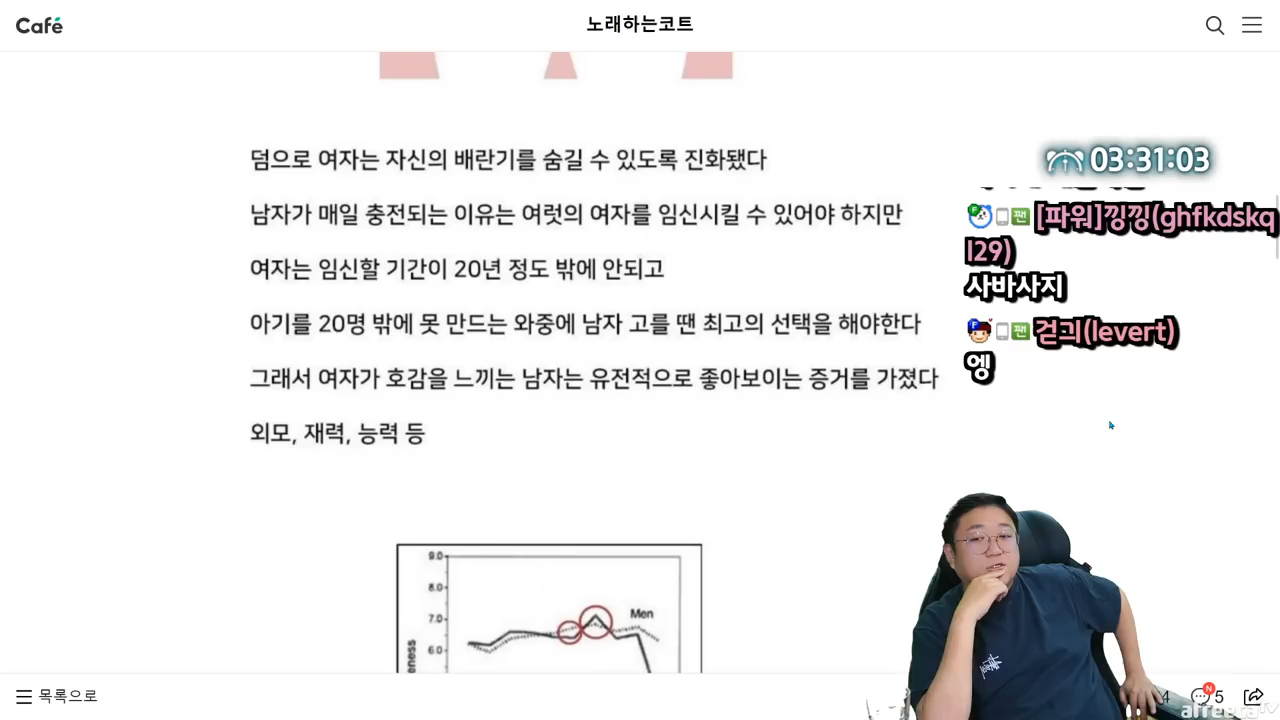 Café
노래하는코트
덤으로 여자는 자신의 배란기를 숨길 수 있도록 진화됐다
남자가 매일 충전되는 이유는 여럿의 여자를 임신시킬 수 있어야 하지만
여자는 임신할 기간이 20년 정도 밖에 안되고
아기를 20명 밖에 못 만드는 와중에 남자 고를 땐 최고의 선택을 해야한다
그래서 여자가 호감을 느끼는 남자는 유전적으로 좋아보이는 증거를 가졌다
외모, 재력, 능력 등
03:31:03
F 팬 [파워]낑낑(ghfkdskq
l29)
사바사지
F 팬 걷긔(levert)
엥
9.0
8.0
7.0
6.0
Men
eness
목록으로
4
N
5
afreecaTV